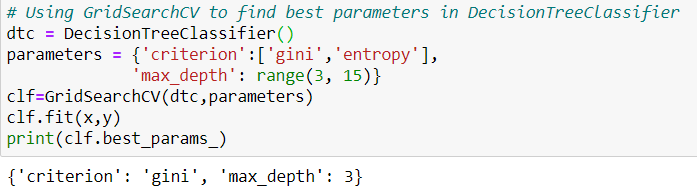 # Using GridSearchCV to find best parameters in DecisionTreeClassifier
dtc = DecisionTreeClassifier()
parameters = {'criterion':['gini','entropy'],
'max_depth': range(3, 15)}
clf=GridSearchCV(dtc,parameters)
clf.fit(x,y)
print(clf.best_params_)
{'criterion': 'gini', 'max_depth': 3}